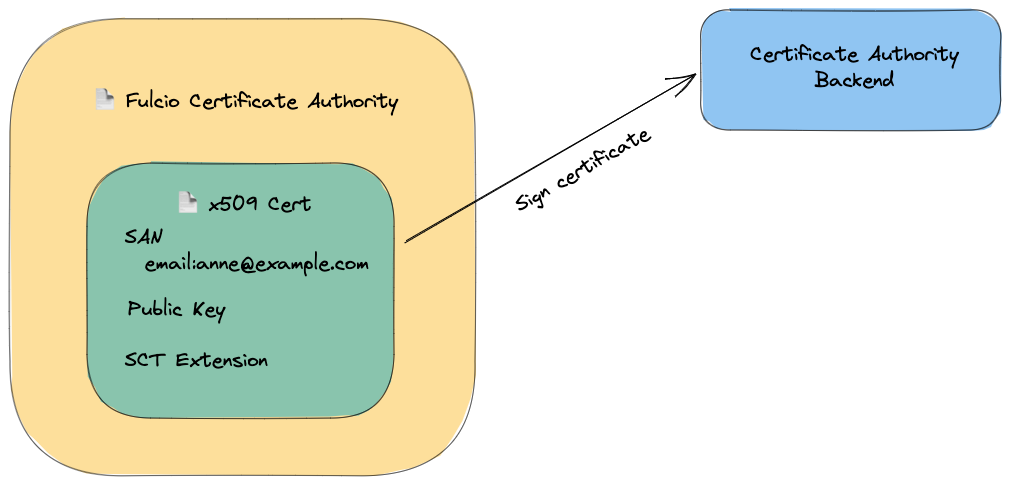 Fulcio Certificate Authority
x509 Cert
SAN
email:anne@example.com
Public Key
SCT Extension
Sign certificate
Certificate Authority
Backend